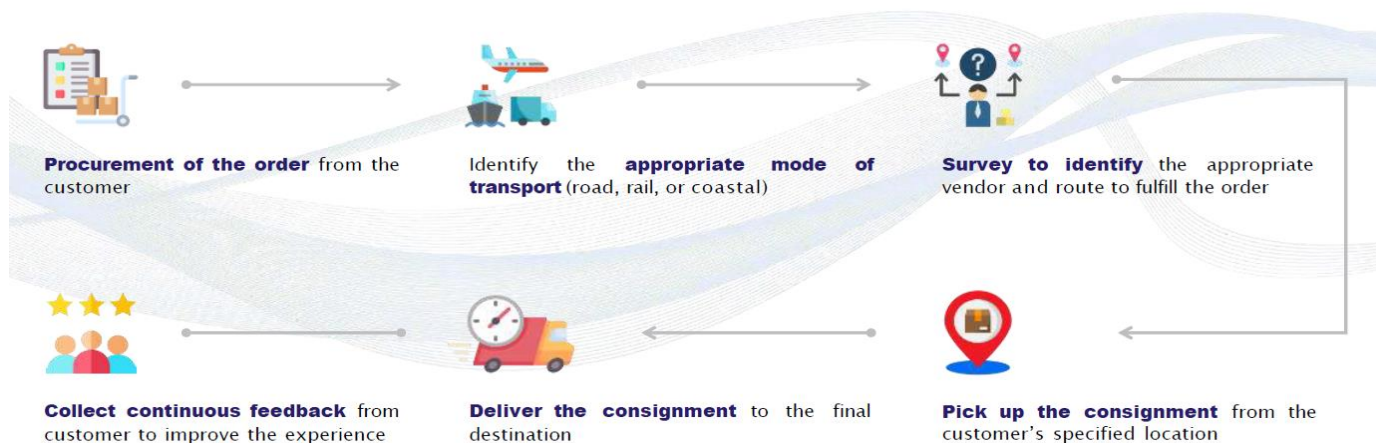 ?
Procurement of the order from the
customer
Identify the appropriate mode of
transport (road, rail, or coastal)
Survey to identify the appropriate
vendor and route to fulfill the order
Pick up the consignment from the
customer's specified location
Deliver the consignment to the final
destination
Collect continuous feedback from
customer to improve the experience